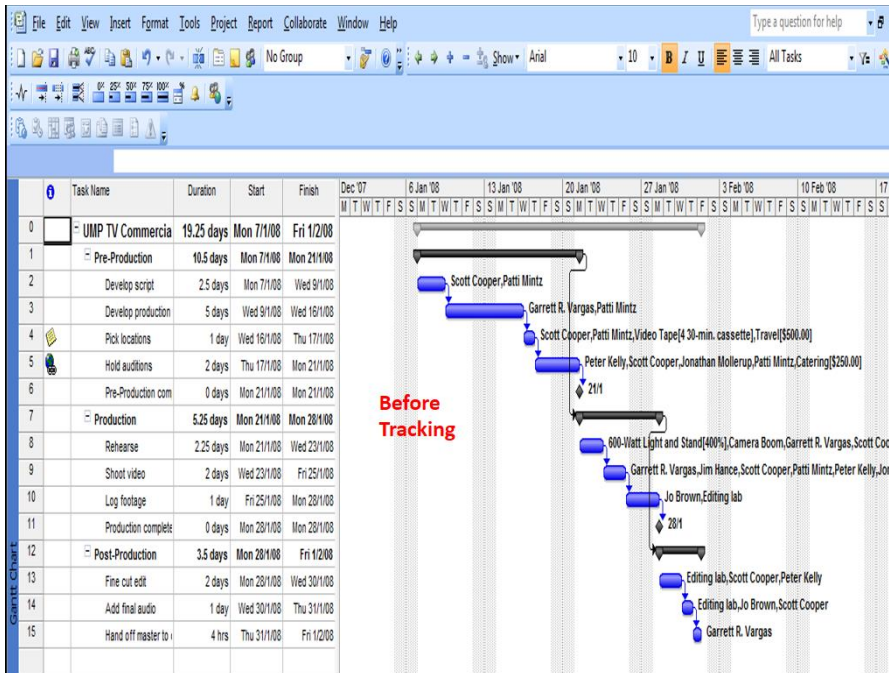 File Edit View Insert Format Tools Project Report Collaborate Window Help Type a question for help
No Group Show Arial 10 B I U All Tasks
0% 25% 50% 75% 100%
Task Name Duration Start Finish Dec '07 6 Jan '08 13 Jan '08 20 Jan '08 27 Jan '08 3 Feb '08 10 Feb '08 17
M T W T F S S M T W T F S S M T W T F S S M T W T F S S M T W T F S S M T W T F S S M T W T F S S
0 UMP TV Commercia 19.25 days Mon 7/1/08 Fri 1/2/08
1 Pre-Production 10.5 days Mon 7/1/08 Mon 21/1/08
2 Develop script 2.5 days Mon 7/1/08 Wed 9/1/08 Scott Cooper,Patti Mintz
3 Develop production 5 days Wed 9/1/08 Wed 16/1/08 Garrett R. Vargas,Patti Mintz
4 Pick locations 1 day Wed 16/1/08 Thu 17/1/08 Scott Cooper,Patti Mintz,Video Tape[4 30-min. cassette],Travel[$500.00]
5 Hold auditions 2 days Thu 17/1/08 Mon 21/1/08 Peter Kelly,Scott Cooper,Jonathan Mollerup,Patti Mintz,Catering[$250.00]
6 Pre-Production com 0 days Mon 21/1/08 Mon 21/1/08 21/1
7 Production 5.25 days Mon 21/1/08 Mon 28/1/08
8 Rehearse 2.25 days Mon 21/1/08 Wed 23/1/08 600-Watt Light and Stand[400%],Camera Boom,Garrett R. Vargas,Scott Coo
9 Shoot video 2 days Wed 23/1/08 Fri 25/1/08 Garrett R. Vargas,Jim Hance,Scott Cooper,Patti Mintz,Peter Kelly,Jo
10 Log footage 1 day Fri 25/1/08 Mon 28/1/08 Jo Brown,Editing lab
11 Production complete 0 days Mon 28/1/08 Mon 28/1/08 28/1
12 Post-Production 3.5 days Mon 28/1/08 Fri 1/2/08
13 Fine cut edit 2 days Mon 28/1/08 Wed 30/1/08 Editing lab,Scott Cooper,Peter Kelly
14 Add final audio 1 day Wed 30/1/08 Thu 31/1/08 Editing lab,Jo Brown,Scott Cooper
15 Hand off master to 4 hrs Thu 31/1/08 Fri 1/2/08 Garrett R. Vargas
Before
Tracking
Gantt Chart